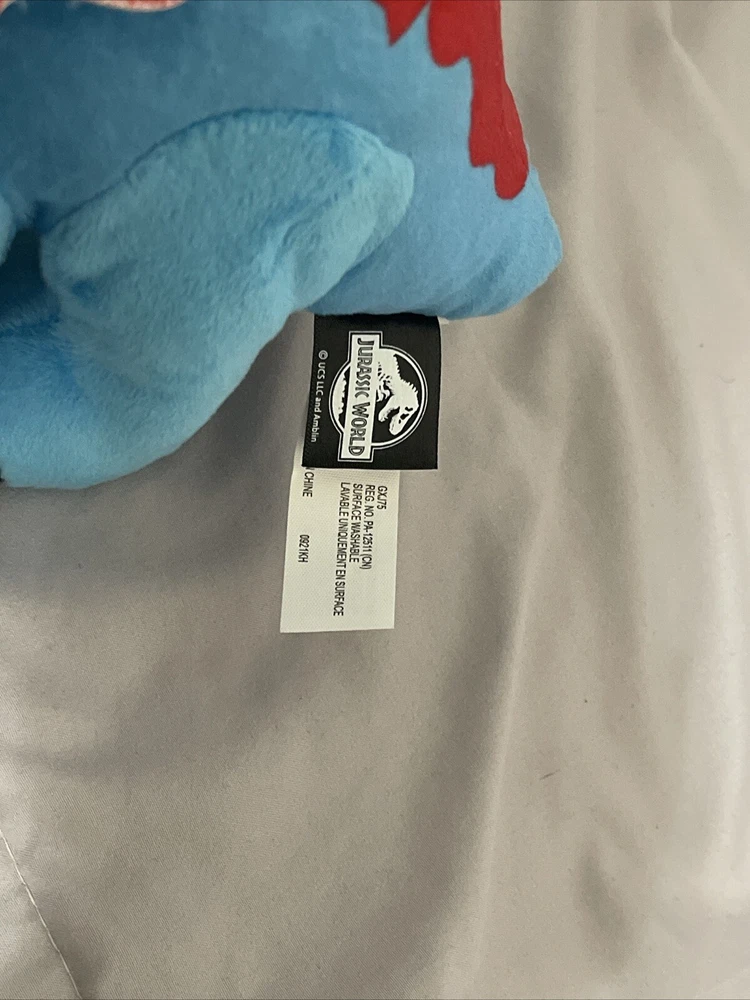 JURASSIC WORLD
© UCS LLC and Amblin
GXJ75
REG. NO. PA-12511 (CN)
SURFACE WASHABLE
LAVABLE UNIQUEMENT EN SURFACE
CHINE 0921KH